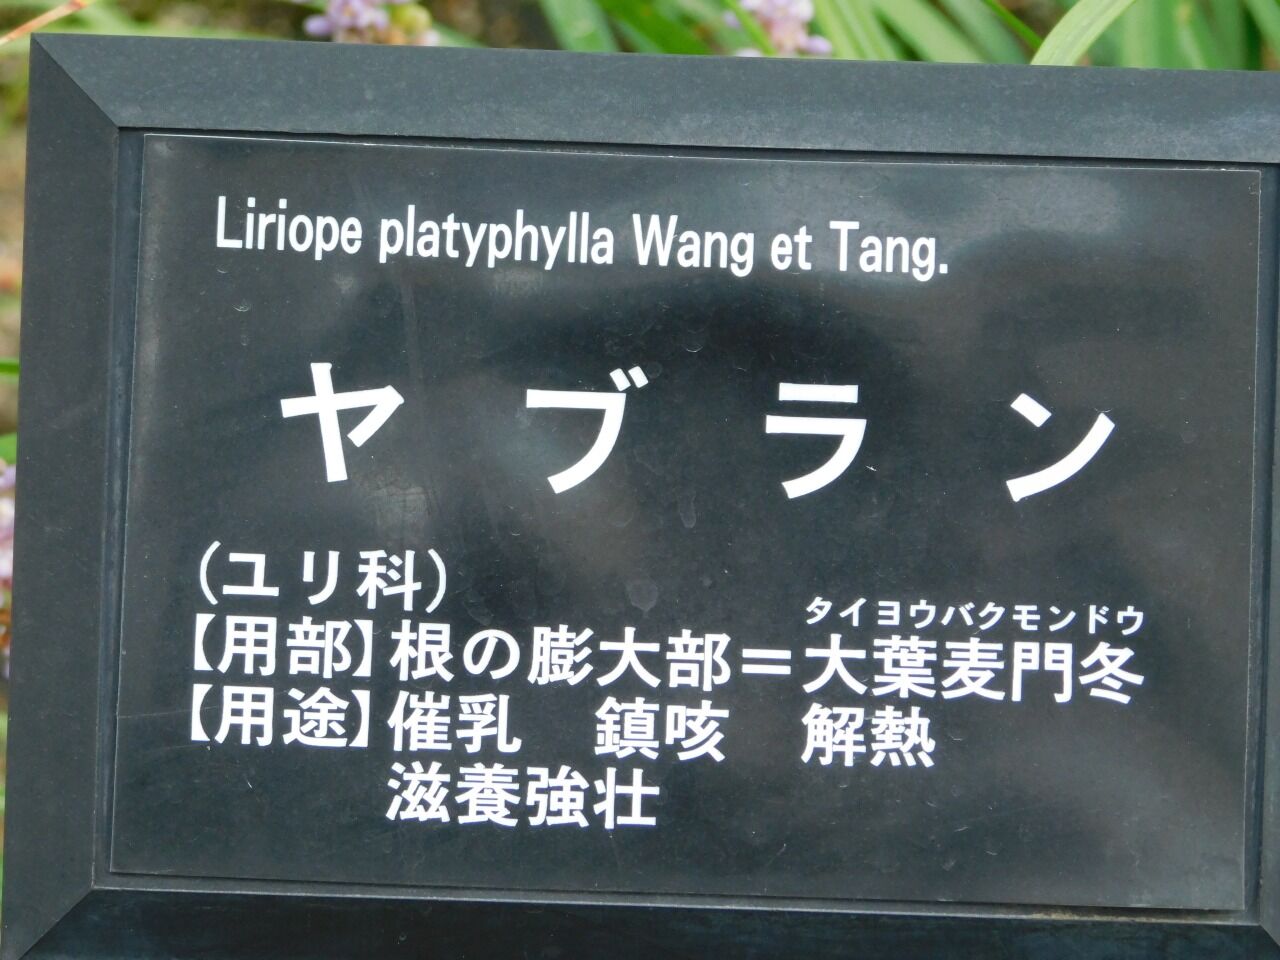 Liriope platyphylla Wang et Tang.
ヤブラン
(ユリ科)
タイヨウバクモンドウ
【用部】根の膨大部=大葉麦門冬
【用途】催乳　鎮咳　解熱
滋養強壮